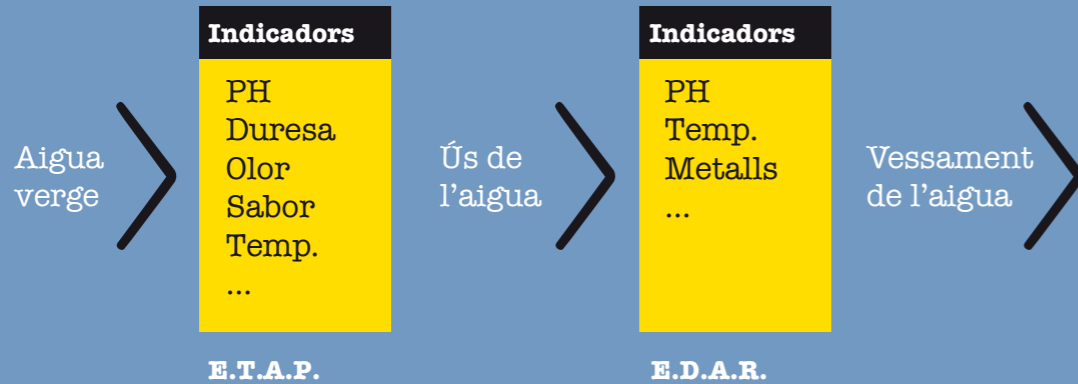 Aigua
verge
Indicadors
PH
Duresa
Olor
Sabor
Temp.
...
E.T.A.P.
Ús de
l'aigua
Indicadors
PH
Temp.
Metalls
...
E.D.A.R.
Vessament
de l'aigua